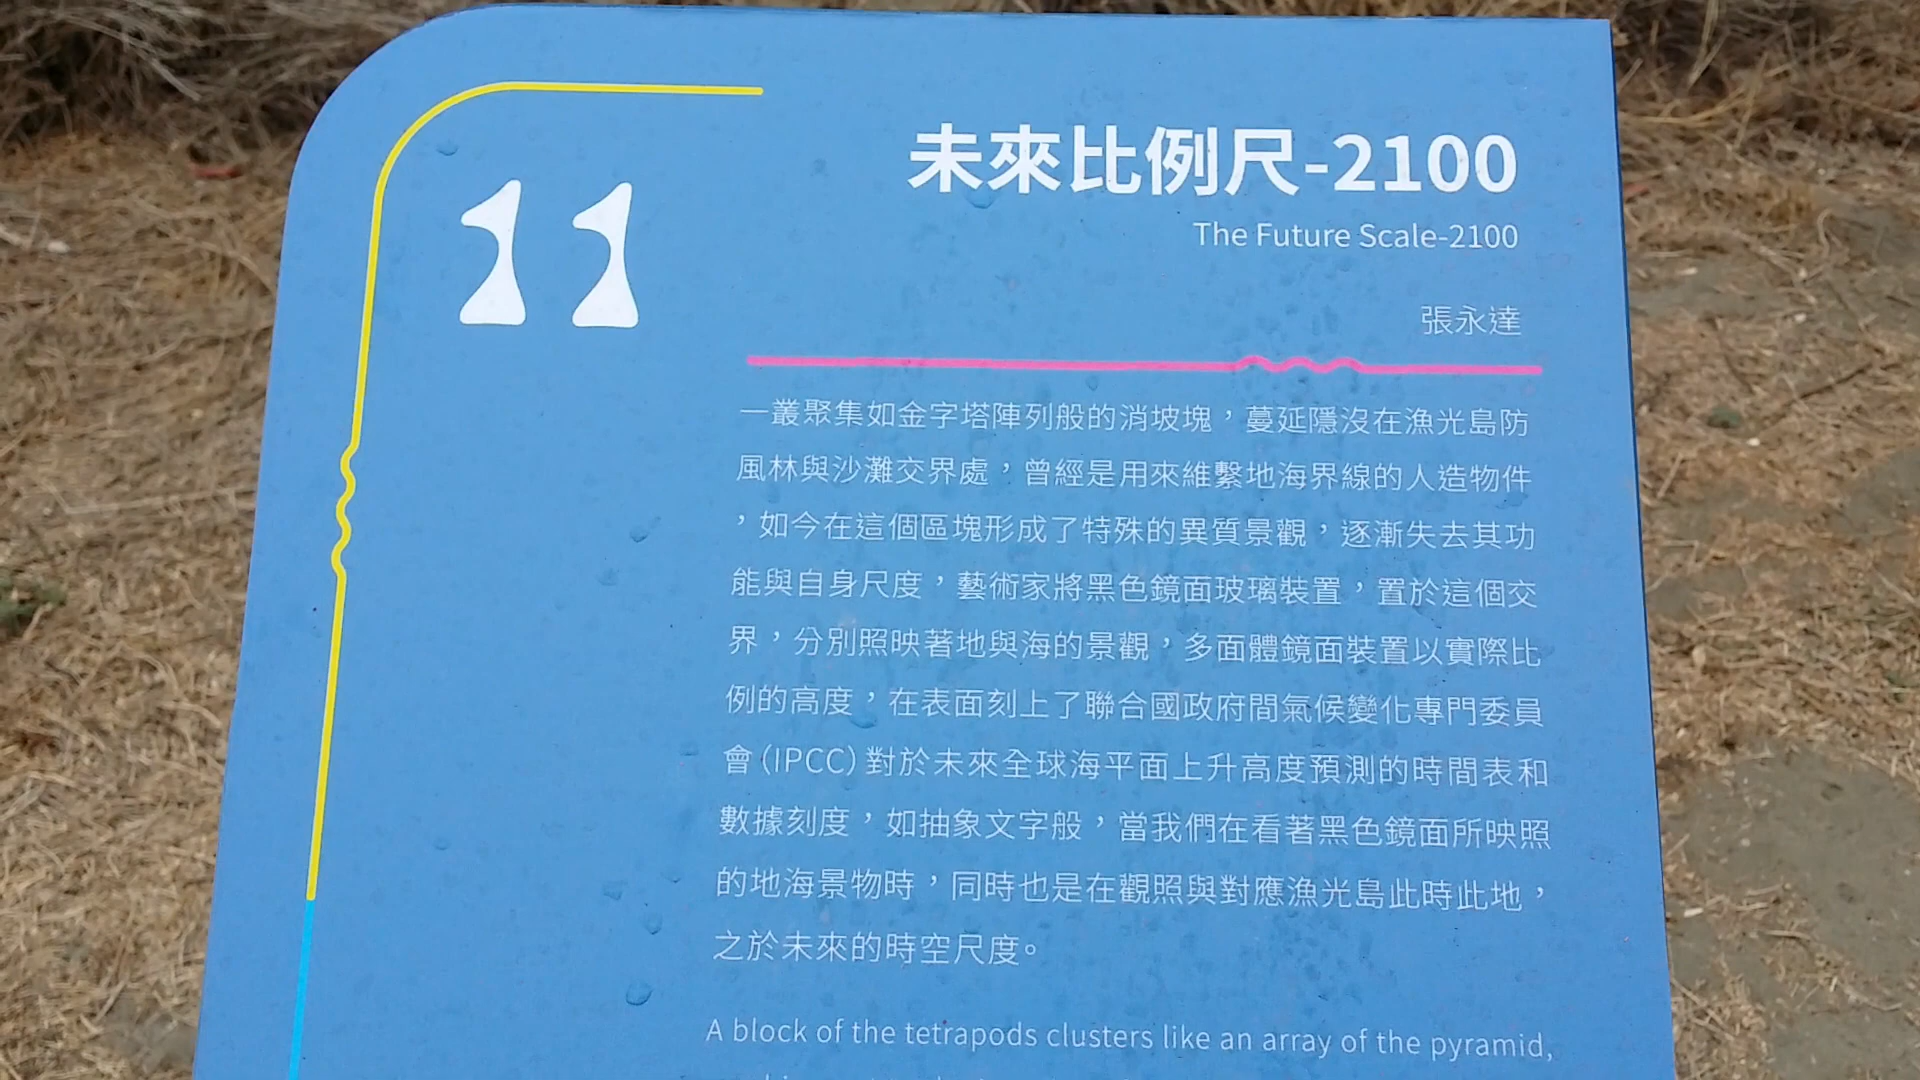 11
未來比例尺-2100
The Future Scale-2100
張永達
一叢聚集如金字塔陣列般的消坡塊，蔓延隱沒在漁光島防
風林與沙灘交界處，曾經是用來維繫地海界線的人造物件
，如今在這個區塊形成了特殊的異質景觀，逐漸失去其功
能與自身尺度，藝術家將黑色鏡面玻璃裝置，置於這個交
界，分別照映著地與海的景觀，多面體鏡面裝置以實際比
例的高度，在表面刻上了聯合國政府間氣候變化專門委員
會(IPCC)對於未來全球海平面上升高度預測的時間表和
數據刻度，如抽象文字般，當我們在看著黑色鏡面所映照
的地海景物時，同時也是在觀照與對應漁光島此時此地，
之於未來的時空尺度。
A block of the tetrapods clusters like an array of the pyramid,